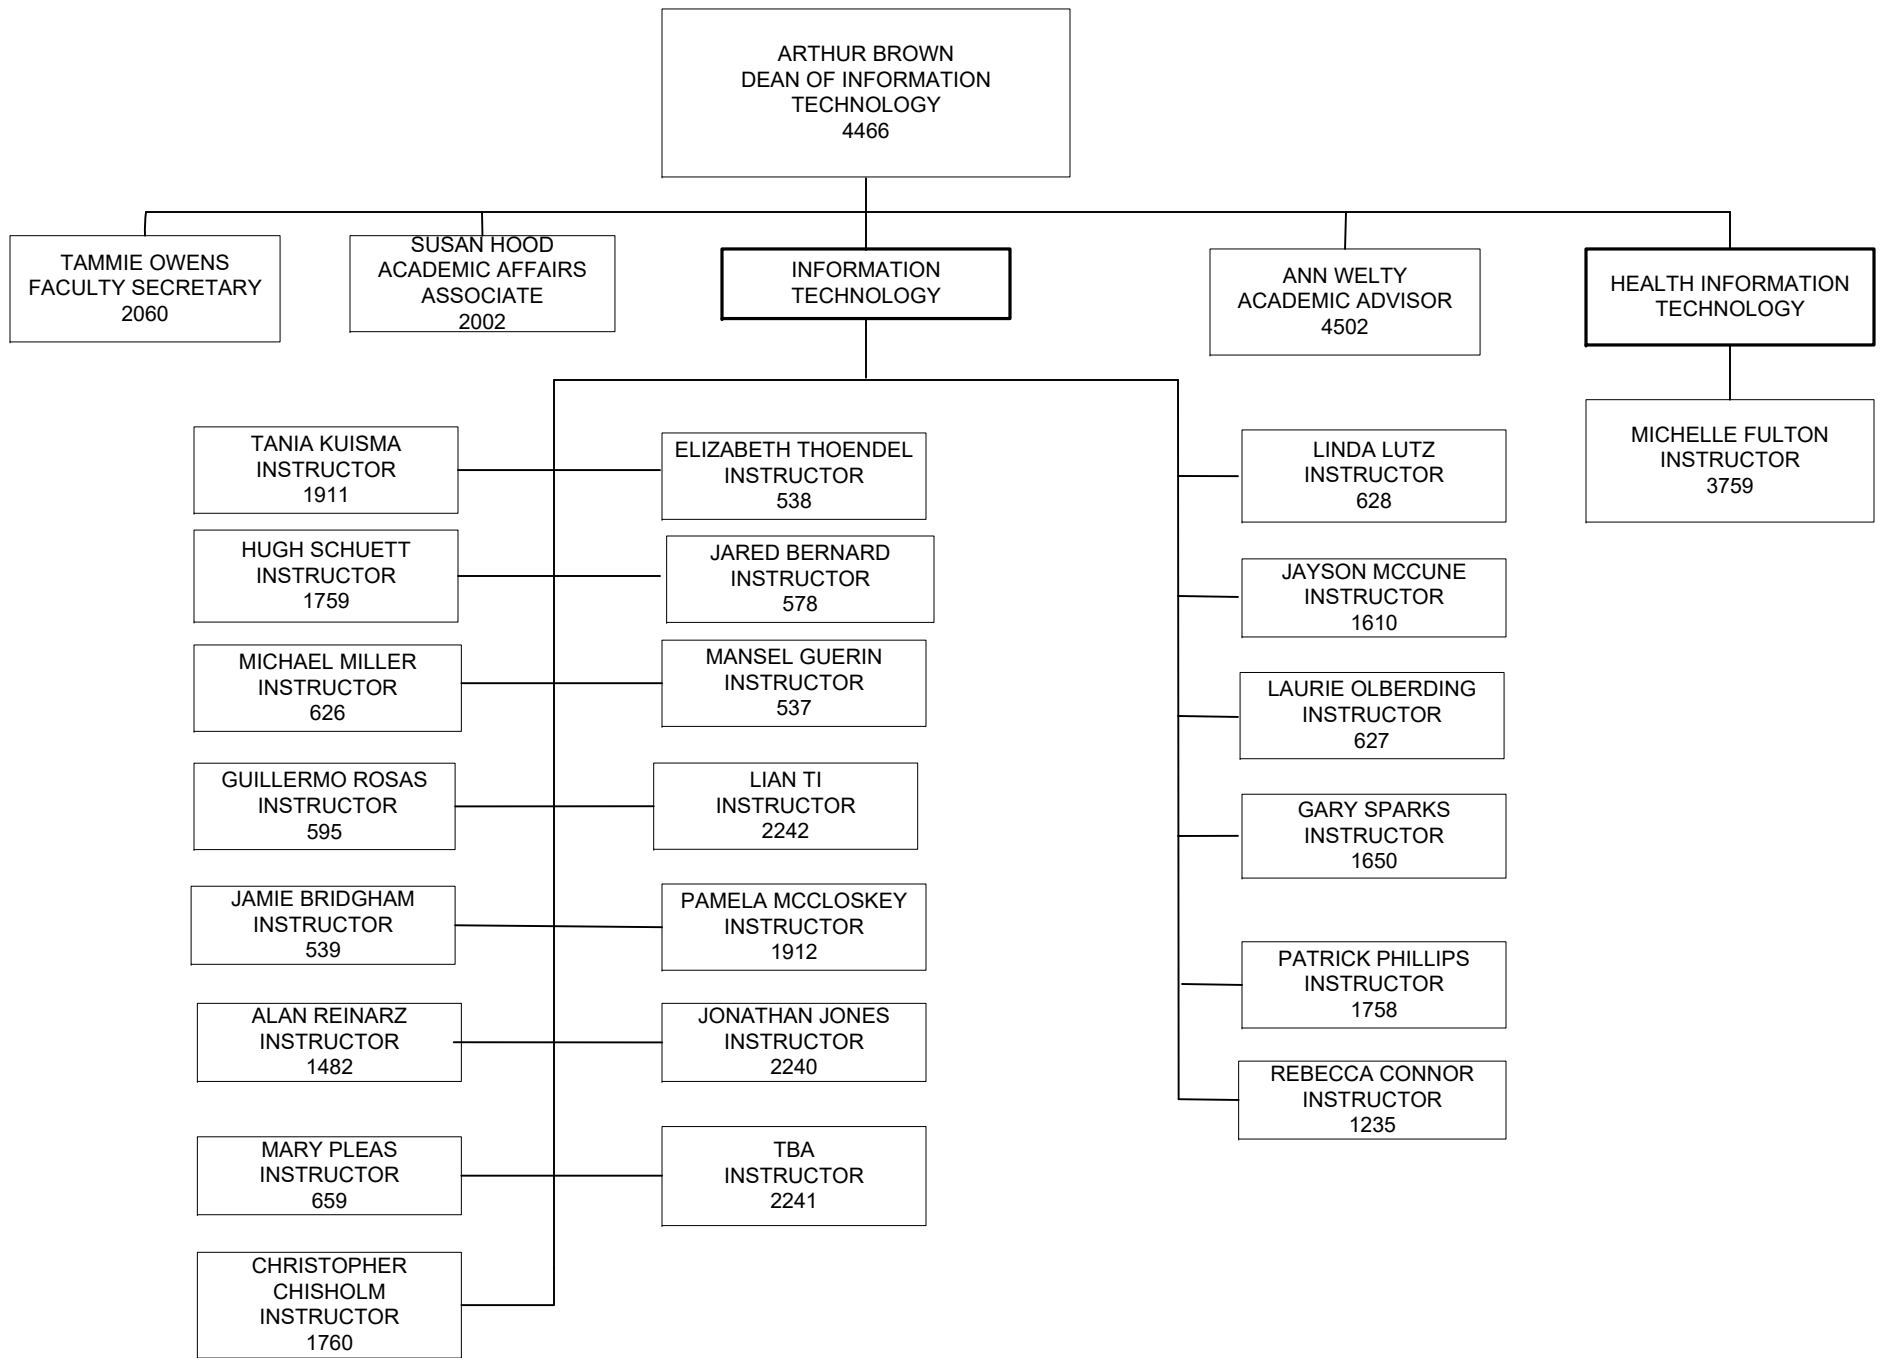 ARTHUR BROWN
DEAN OF INFORMATION
TECHNOLOGY
4466
TAMMIE OWENS
FACULTY SECRETARY
2060
SUSAN HOOD
ACADEMIC AFFAIRS
ASSOCIATE
2002
INFORMATION
TECHNOLOGY
ANN WELTY
ACADEMIC ADVISOR
4502
HEALTH INFORMATION
TECHNOLOGY
TANIA KUISMA
INSTRUCTOR
1911
ELIZABETH THOENDEL
INSTRUCTOR
538
LINDA LUTZ
INSTRUCTOR
628
MICHELLE FULTON
INSTRUCTOR
3759
HUGH SCHUETT
INSTRUCTOR
1759
JARED BERNARD
INSTRUCTOR
578
JAYSON MCCUNE
INSTRUCTOR
1610
MICHAEL MILLER
INSTRUCTOR
626
MANSEL GUERIN
INSTRUCTOR
537
LAURIE OLBERDING
INSTRUCTOR
627
GUILLERMO ROSAS
INSTRUCTOR
595
LIAN TI
INSTRUCTOR
2242
GARY SPARKS
INSTRUCTOR
1650
JAMIE BRIDGHAM
INSTRUCTOR
539
PAMELA MCCLOSKEY
INSTRUCTOR
1912
PATRICK PHILLIPS
INSTRUCTOR
1758
ALAN REINARZ
INSTRUCTOR
1482
JONATHAN JONES
INSTRUCTOR
2240
REBECCA CONNOR
INSTRUCTOR
1235
MARY PLEAS
INSTRUCTOR
659
TBA
INSTRUCTOR
2241
CHRISTOPHER
CHISHOLM
INSTRUCTOR
1760